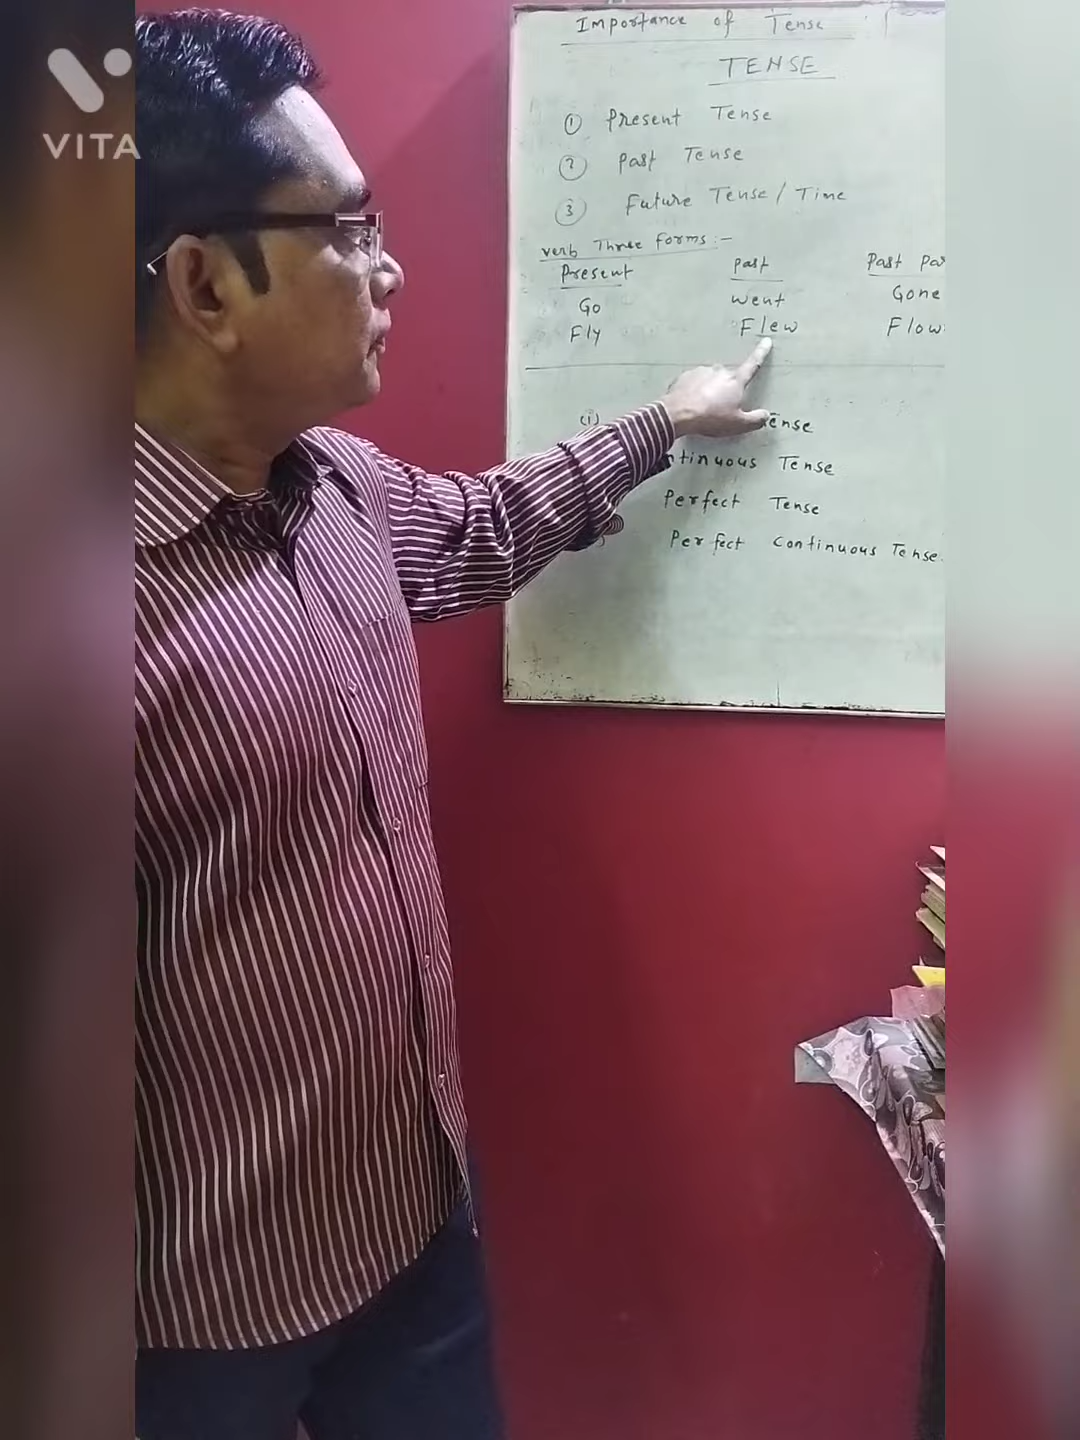 VITA
Importance of Tense
TENSE
① Present Tense
② Past Tense
③ Future Tense / Time
Verb Three Forms :-
Present Past Past Par
Go Went Gone
Fly Flew Flow
(i) ense
ntinuous Tense
Perfect Tense
Perfect Continuous Tense.